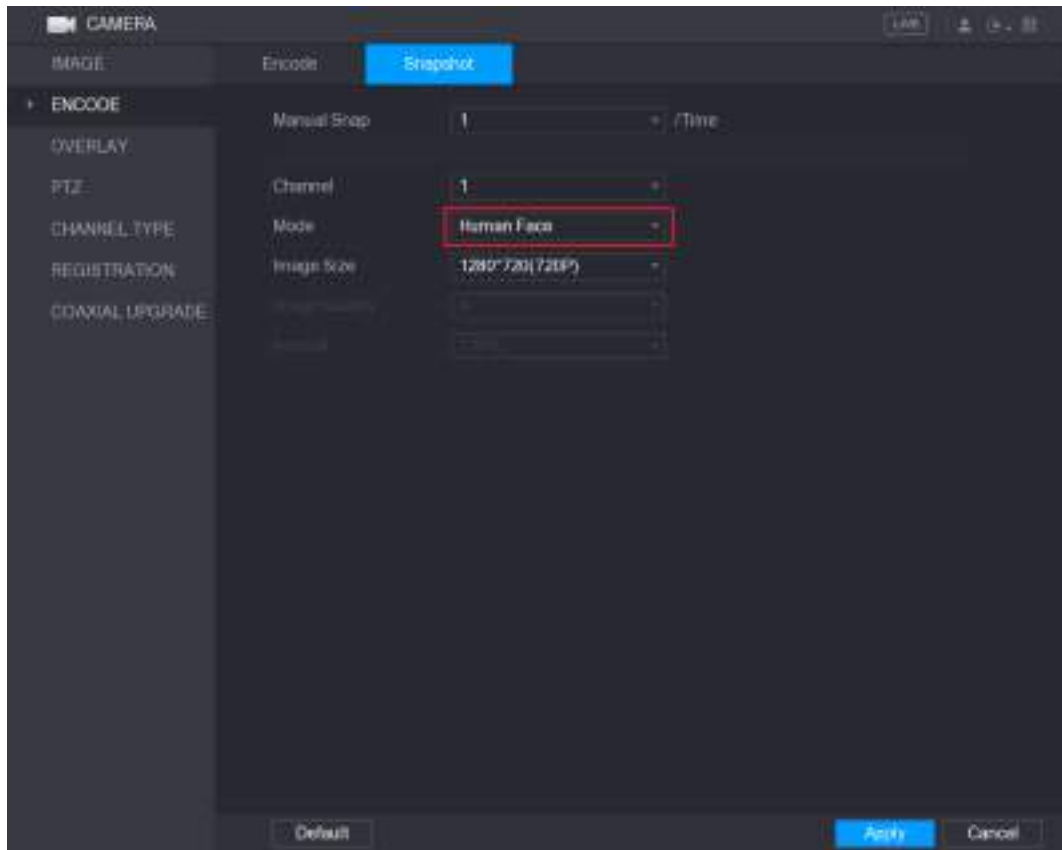 CAMERA LIVE
IMAGE Encode Snapshot
ENCODE
Manual Snap 1 /Time
OVERLAY
PTZ Channel 1
CHANNEL TYPE Mode Human Face
REGISTRATION Image Size 1280*720(720P)
COAXIAL UPGRADE
Default Apply Cancel